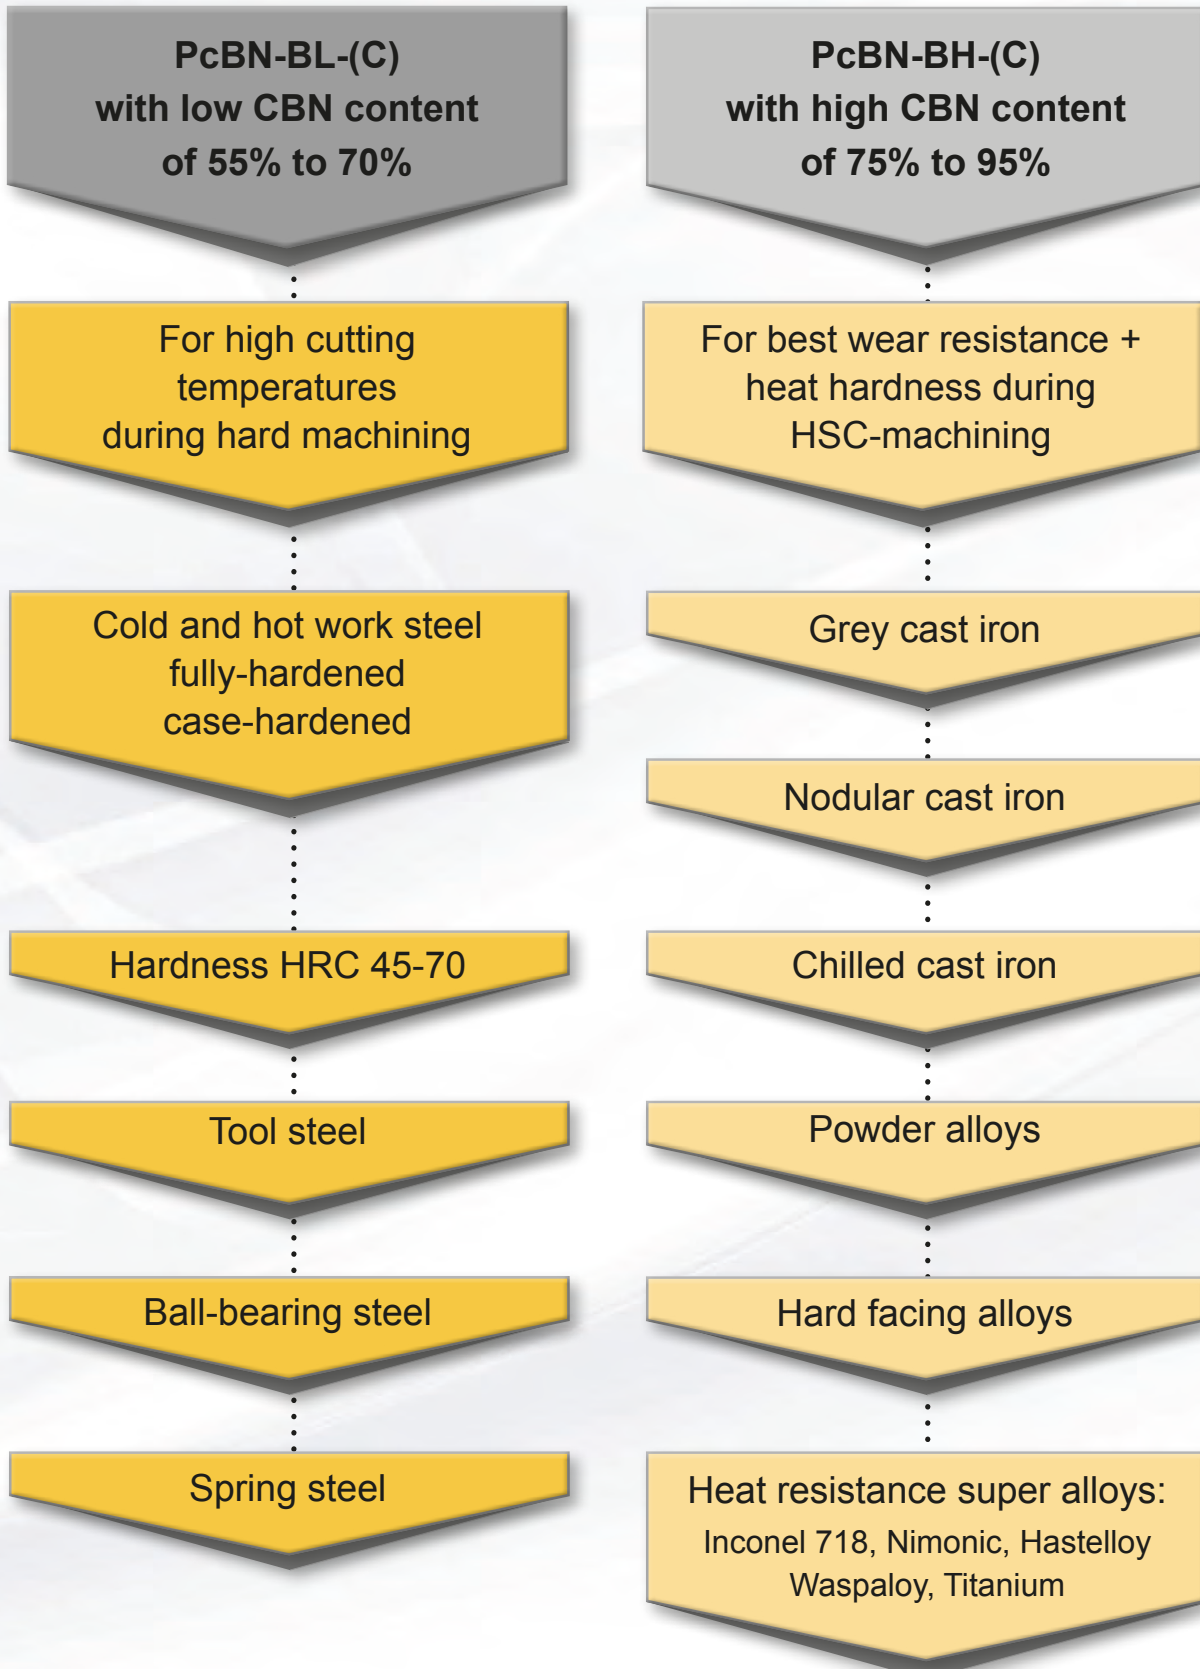 PcBN-BL-(C)
with low CBN content
of 55% to 70%
For high cutting
temperatures
during hard machining
Cold and hot work steel
fully-hardened
case-hardened
Hardness HRC 45-70
Tool steel
Ball-bearing steel
Spring steel
PcBN-BH-(C)
with high CBN content
of 75% to 95%
For best wear resistance +
heat hardness during
HSC-machining
Grey cast iron
Nodular cast iron
Chilled cast iron
Powder alloys
Hard facing alloys
Heat resistance super alloys:
Inconel 718, Nimonic, Hastelloy
Waspaloy, Titanium